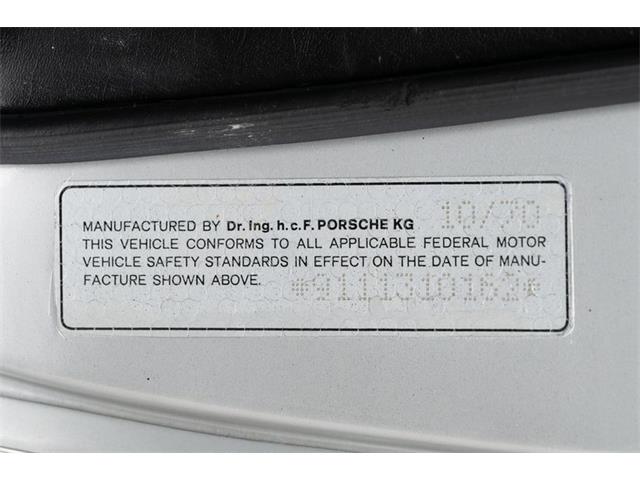 MANUFACTURED BY Dr. Ing. h.c. F. PORSCHE KG 10/70
THIS VEHICLE CONFORMS TO ALL APPLICABLE FEDERAL MOTOR
VEHICLE SAFETY STANDARDS IN EFFECT ON THE DATE OF MANU-
FACTURE SHOWN ABOVE. *9111310162*